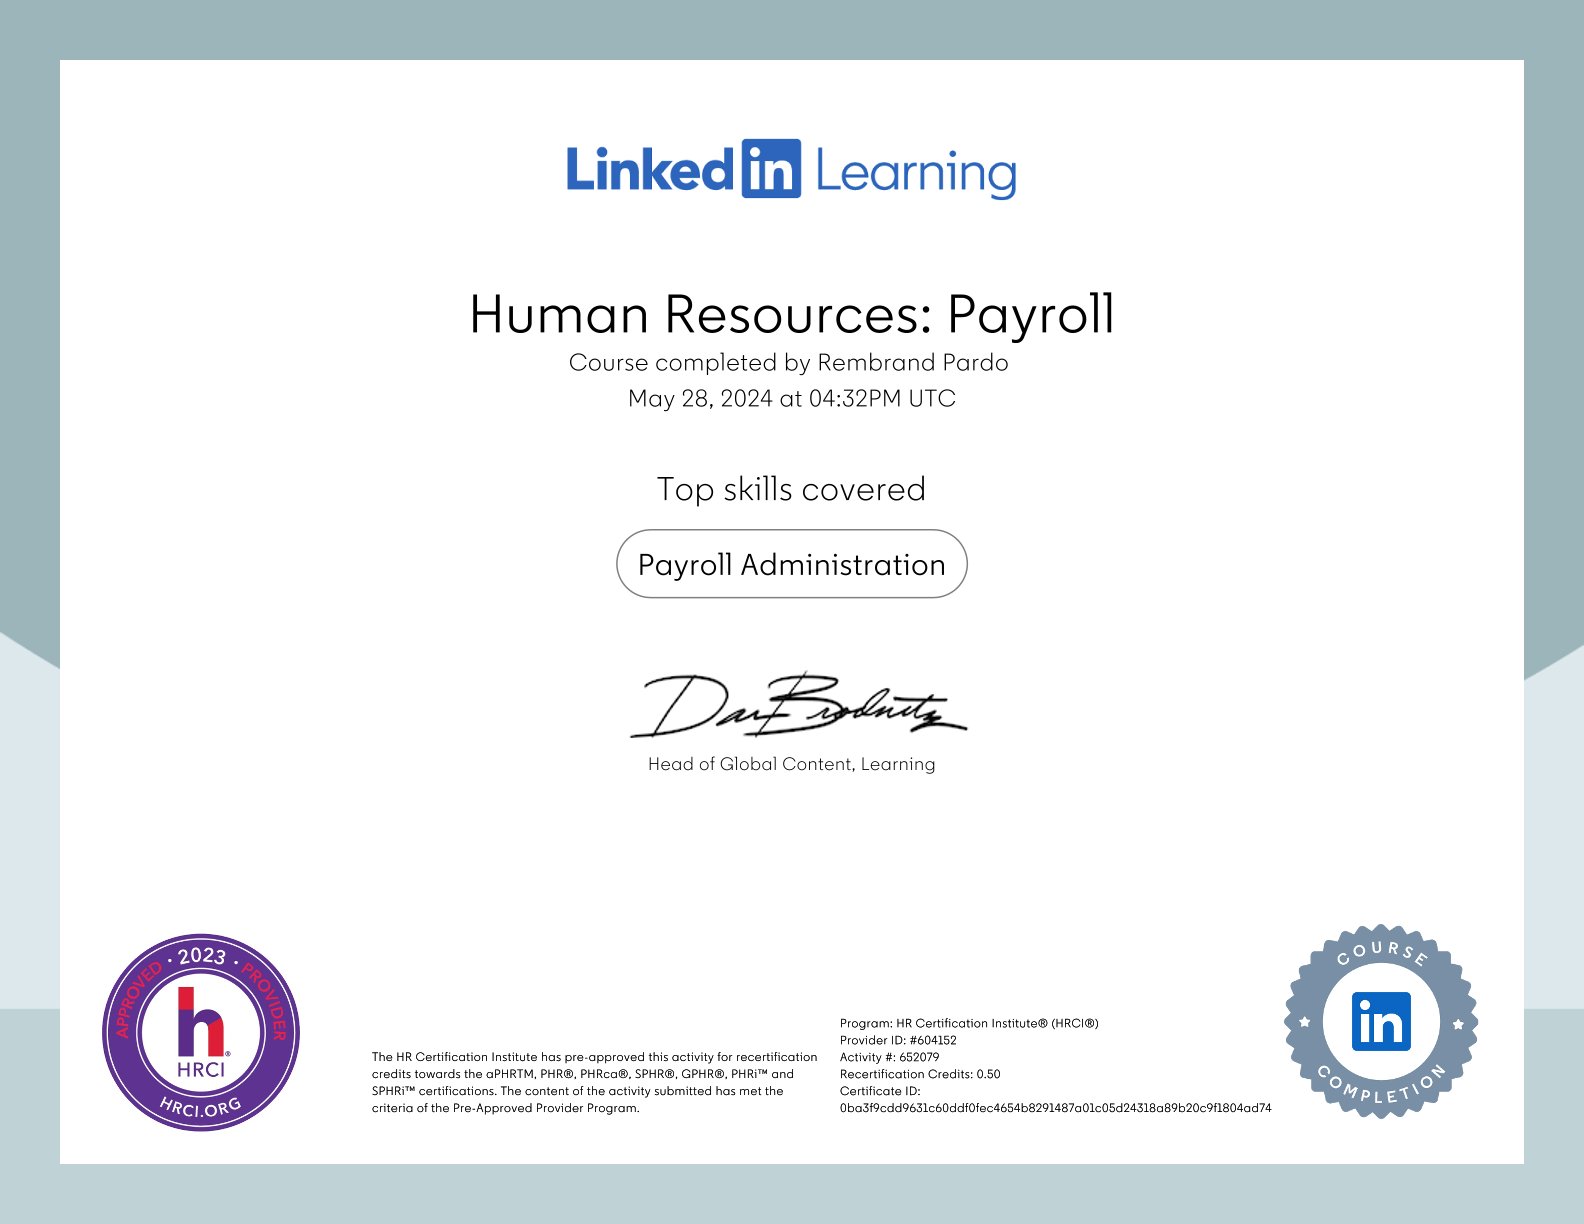 Linked in Learning
Human Resources: Payroll
Course completed by Rembrand Pardo
May 28, 2024 at 04:32PM UTC
Top skills covered
Payroll Administration
Dan Brodnitz
Head of Global Content, Learning
APPROVED · 2023 · PROVIDER
h®
HRCI
HRCI.ORG
The HR Certification Institute has pre-approved this activity for recertification
credits towards the aPHRTM, PHR®, PHRca®, SPHR®, GPHR®, PHRi™ and
SPHRi™ certifications. The content of the activity submitted has met the
criteria of the Pre-Approved Provider Program.
Program: HR Certification Institute® (HRCI®)
Provider ID: #604152
Activity #: 652079
Recertification Credits: 0.50
Certificate ID:
0ba3f9cdd9631c60ddf0fec4654b8291487a01c05d24318a89b20c9f1804ad74
COURSE
in
COMPLETION